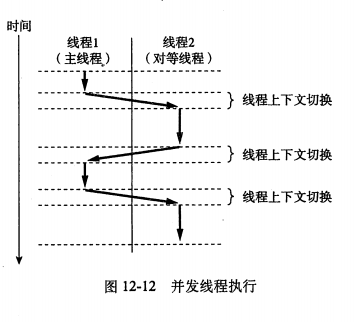 时间
线程1
（主线程）
线程2
（对等线程）
线程上下文切换
线程上下文切换
线程上下文切换
图 12-12 并发线程执行